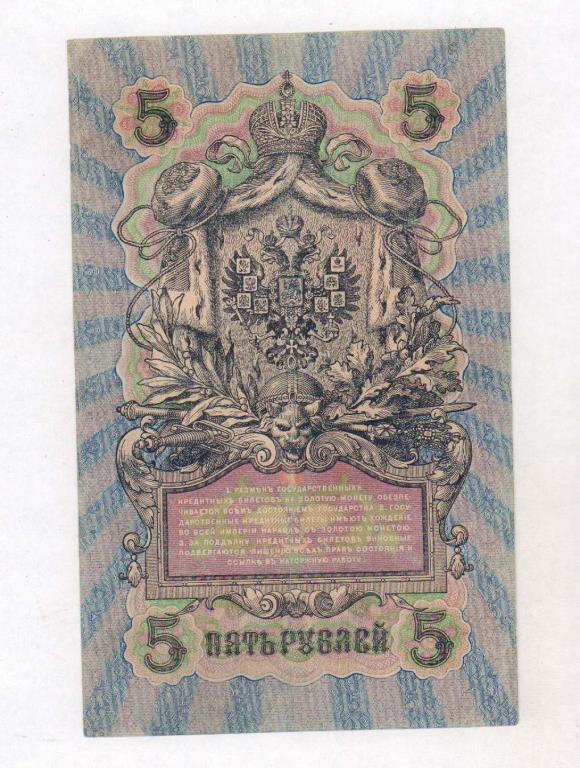 5 5
1. РАЗМѢНЪ ГОСУДАРСТВЕННЫХЪ
КРЕДИТНЫХЪ БИЛЕТОВЪ НА ЗОЛОТУЮ МОНЕТУ ОБЕЗПЕ-
ЧИВАЕТСЯ ВСѢМЪ ДОСТОЯНІЕМЪ ГОСУДАРСТВА. 2. ГОСУ-
ДАРСТВЕННЫЕ КРЕДИТНЫЕ БИЛЕТЫ ИМѢЮТЪ ХОЖДЕНІЕ
ВО ВСЕЙ ИМПЕРІИ НАРАВНѢ СЪ ЗОЛОТОЮ МОНЕТОЮ.
3. ЗА ПОДДѢЛКУ КРЕДИТНЫХЪ БИЛЕТОВЪ ВИНОВНЫЕ
ПОДВЕРГАЮТСЯ ЛИШЕНІЮ ВСѢХЪ ПРАВЪ СОСТОЯНІЯ И
ССЫЛКѢ ВЪ КАТОРЖНУЮ РАБОТУ.
5 ПЯТЬ РУБЛЕЙ 5